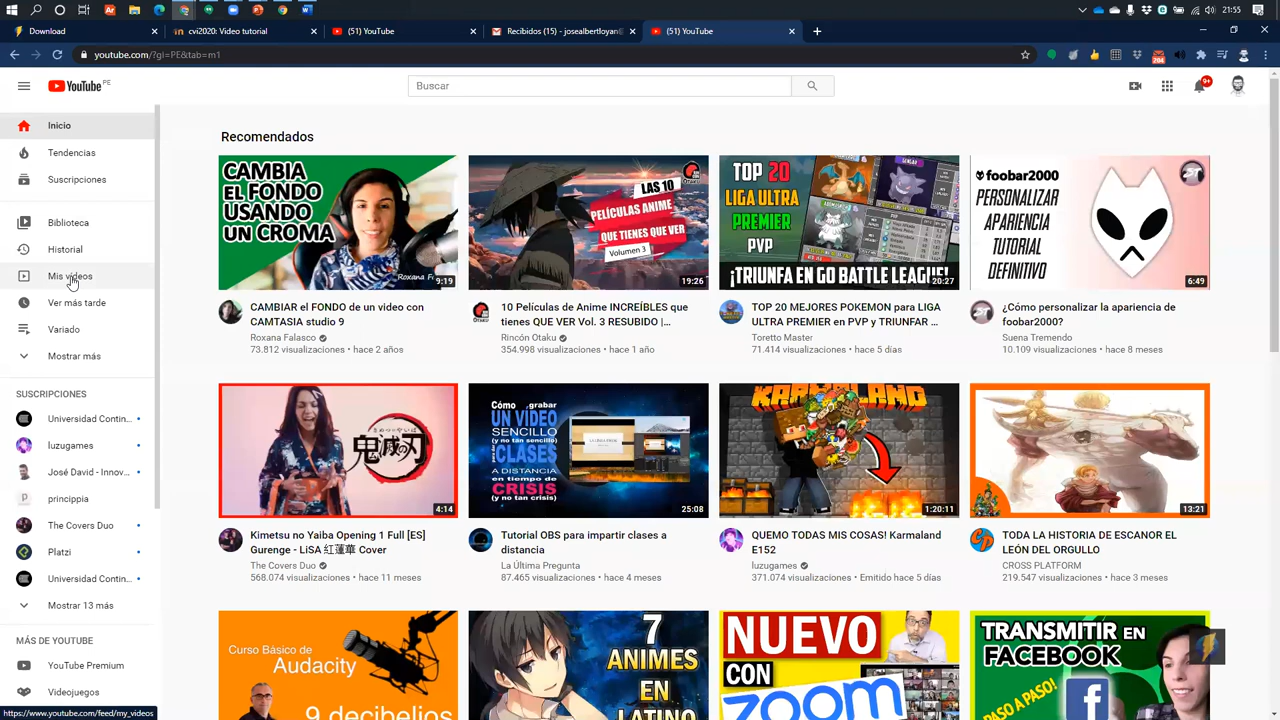 21:55
Download
cvi2020: Video tutorial
(51) YouTube
Recibidos (15) - josealbertloyan@
(51) YouTube
youtube.com/?gl=PE&tab=m1
284
YouTube PE
Buscar
9+
Inicio
Tendencias
Suscripciones
Biblioteca
Historial
Mis vídeos
Ver más tarde
Variado
Mostrar más
SUSCRIPCIONES
Universidad Contin...
luzugames
José David - Innov...
princippia
The Covers Duo
Platzi
Universidad Contin...
Mostrar 13 más
MÁS DE YOUTUBE
YouTube Premium
Videojuegos
https://www.youtube.com/feed/my_videos
Recomendados
CAMBIA
EL FONDO
USANDO
UN CROMA
9:19
CAMBIAR el FONDO de un video con
CAMTASIA studio 9
Roxana Falasco
73.812 visualizaciones • hace 2 años
LAS 10
PELÍCULAS ANIME
QUE TIENES QUE VER
Volumen 3
19:26
10 Películas de Anime INCREÍBLES que
tienes QUE VER Vol. 3 RESUBIDO |...
Rincón Otaku
354.998 visualizaciones • hace 1 año
TOP 20
LIGA ULTRA
PREMIER
PVP
¡TRIUNFA EN GO BATTLE LEAGUE!
20:27
TOP 20 MEJORES POKEMON para LIGA
ULTRA PREMIER en PVP y TRIUNFAR ...
Toretto Master
71.414 visualizaciones • hace 5 días
foobar2000
PERSONALIZAR
APARIENCIA
TUTORIAL
DEFINITIVO
6:49
¿Cómo personalizar la apariencia de
foobar2000?
Suena Tremendo
10.109 visualizaciones • hace 8 meses
鬼滅の刃
4:14
Kimetsu no Yaiba Opening 1 Full [ES]
Gurenge - LiSA 紅蓮華 Cover
The Covers Duo
568.074 visualizaciones • hace 11 meses
Cómo grabar
UN VÍDEO
SENCILLO
(y no tan sencillo)
para dar
CLASES
A DISTANCIA
en tiempo de
CRISIS
(y no tan crisis)
25:08
Tutorial OBS para impartir clases a
distancia
La Última Pregunta
87.465 visualizaciones • hace 4 meses
KARMALAND
1:20:11
QUEMO TODAS MIS COSAS! Karmaland
E152
luzugames
371.074 visualizaciones • Emitido hace 5 días
13:21
TODA LA HISTORIA DE ESCANOR EL
LEÓN DEL ORGULLO
CROSS PLATFORM
219.547 visualizaciones • hace 3 meses
Curso Básico de
Audacity
9 decibelios
7
ANIMES
EN
LATINO
NUEVO
CON
zoom
TRANSMITIR EN
FACEBOOK
PASO A PASO!